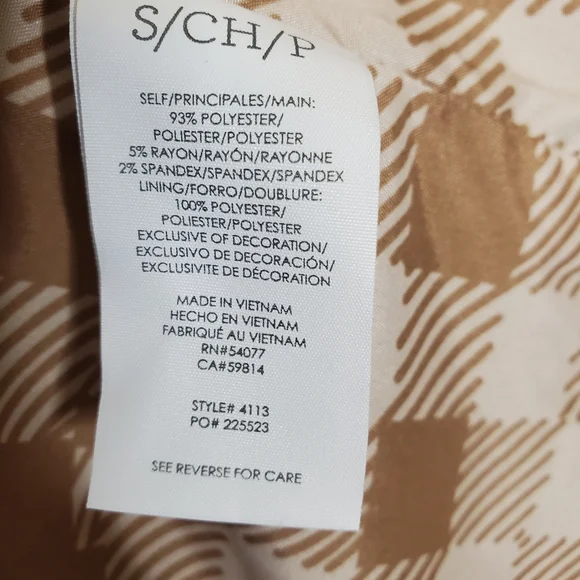 S/CH/P
SELF/PRINCIPALES/MAIN:
93% POLYESTER/
POLIESTER/POLYESTER
5% RAYON/RAYÓN/RAYONNE
2% SPANDEX/SPANDEX/SPANDEX
LINING/FORRO/DOUBLURE:
100% POLYESTER/
POLIESTER/POLYESTER
EXCLUSIVE OF DECORATION/
EXCLUSIVO DE DECORACIÓN/
EXCLUSIVITE DE DÉCORATION
MADE IN VIETNAM
HECHO EN VIETNAM
FABRIQUÉ AU VIETNAM
RN#54077
CA#59814
STYLE# 4113
PO# 225523
SEE REVERSE FOR CARE